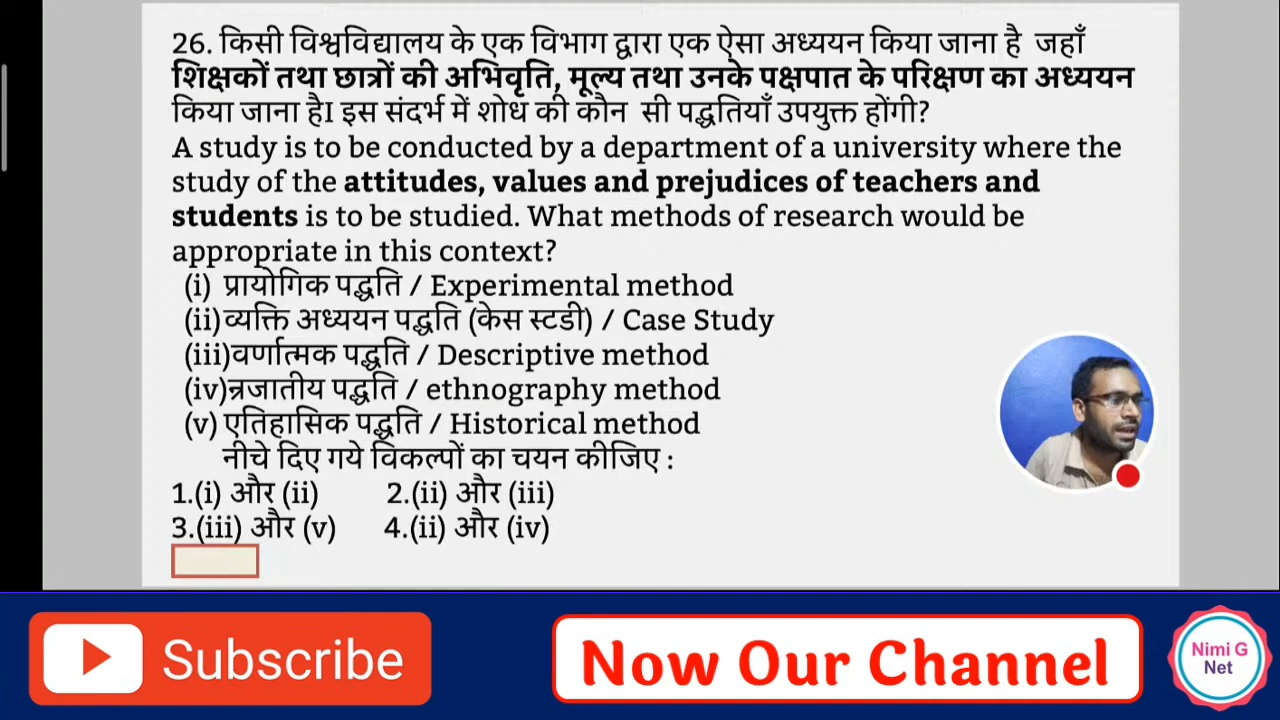 26. किसी विश्वविद्यालय के एक विभाग द्वारा एक ऐसा अध्ययन किया जाना है जहाँ
शिक्षकों तथा छात्रों की अभिवृति, मूल्य तथा उनके पक्षपात के परिक्षण का अध्ययन
किया जाना हैI इस संदर्भ में शोध की कौन सी पद्धतियाँ उपयुक्त होंगी?
A study is to be conducted by a department of a university where the
study of the attitudes, values and prejudices of teachers and
students is to be studied. What methods of research would be
appropriate in this context?
(i) प्रायोगिक पद्धति / Experimental method
(ii)व्यक्ति अध्ययन पद्धति (केस स्टडी) / Case Study
(iii)वर्णात्मक पद्धति / Descriptive method
(iv)न्रजातीय पद्धति / ethnography method
(v) एतिहासिक पद्धति / Historical method
नीचे दिए गये विकल्पों का चयन कीजिए :
1.(i) और (ii) 2.(ii) और (iii)
3.(iii) और (v) 4.(ii) और (iv)
Subscribe
Now Our Channel
Nimi G
Net